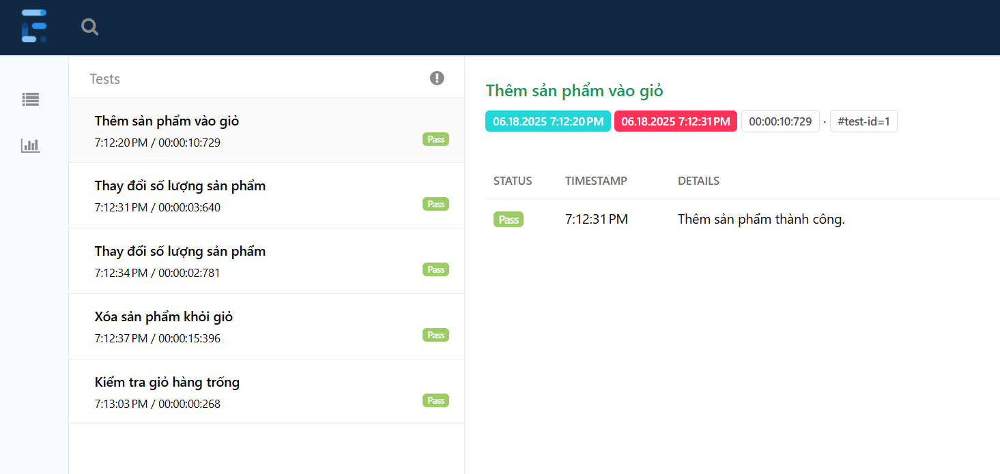 Tests
Thêm sản phẩm vào giỏ
7:12:20 PM / 00:00:10:729
Pass
Thay đổi số lượng sản phẩm
7:12:31 PM / 00:00:03:640
Pass
Thay đổi số lượng sản phẩm
7:12:34 PM / 00:00:02:781
Pass
Xóa sản phẩm khỏi giỏ
7:12:37 PM / 00:00:15:396
Pass
Kiểm tra giỏ hàng trống
7:13:03 PM / 00:00:00:268
Pass
Thêm sản phẩm vào giỏ
06.18.2025 7:12:20 PM 06.18.2025 7:12:31 PM 00:00:10:729 · #test-id=1
STATUS TIMESTAMP DETAILS
Pass 7:12:31 PM Thêm sản phẩm thành công.